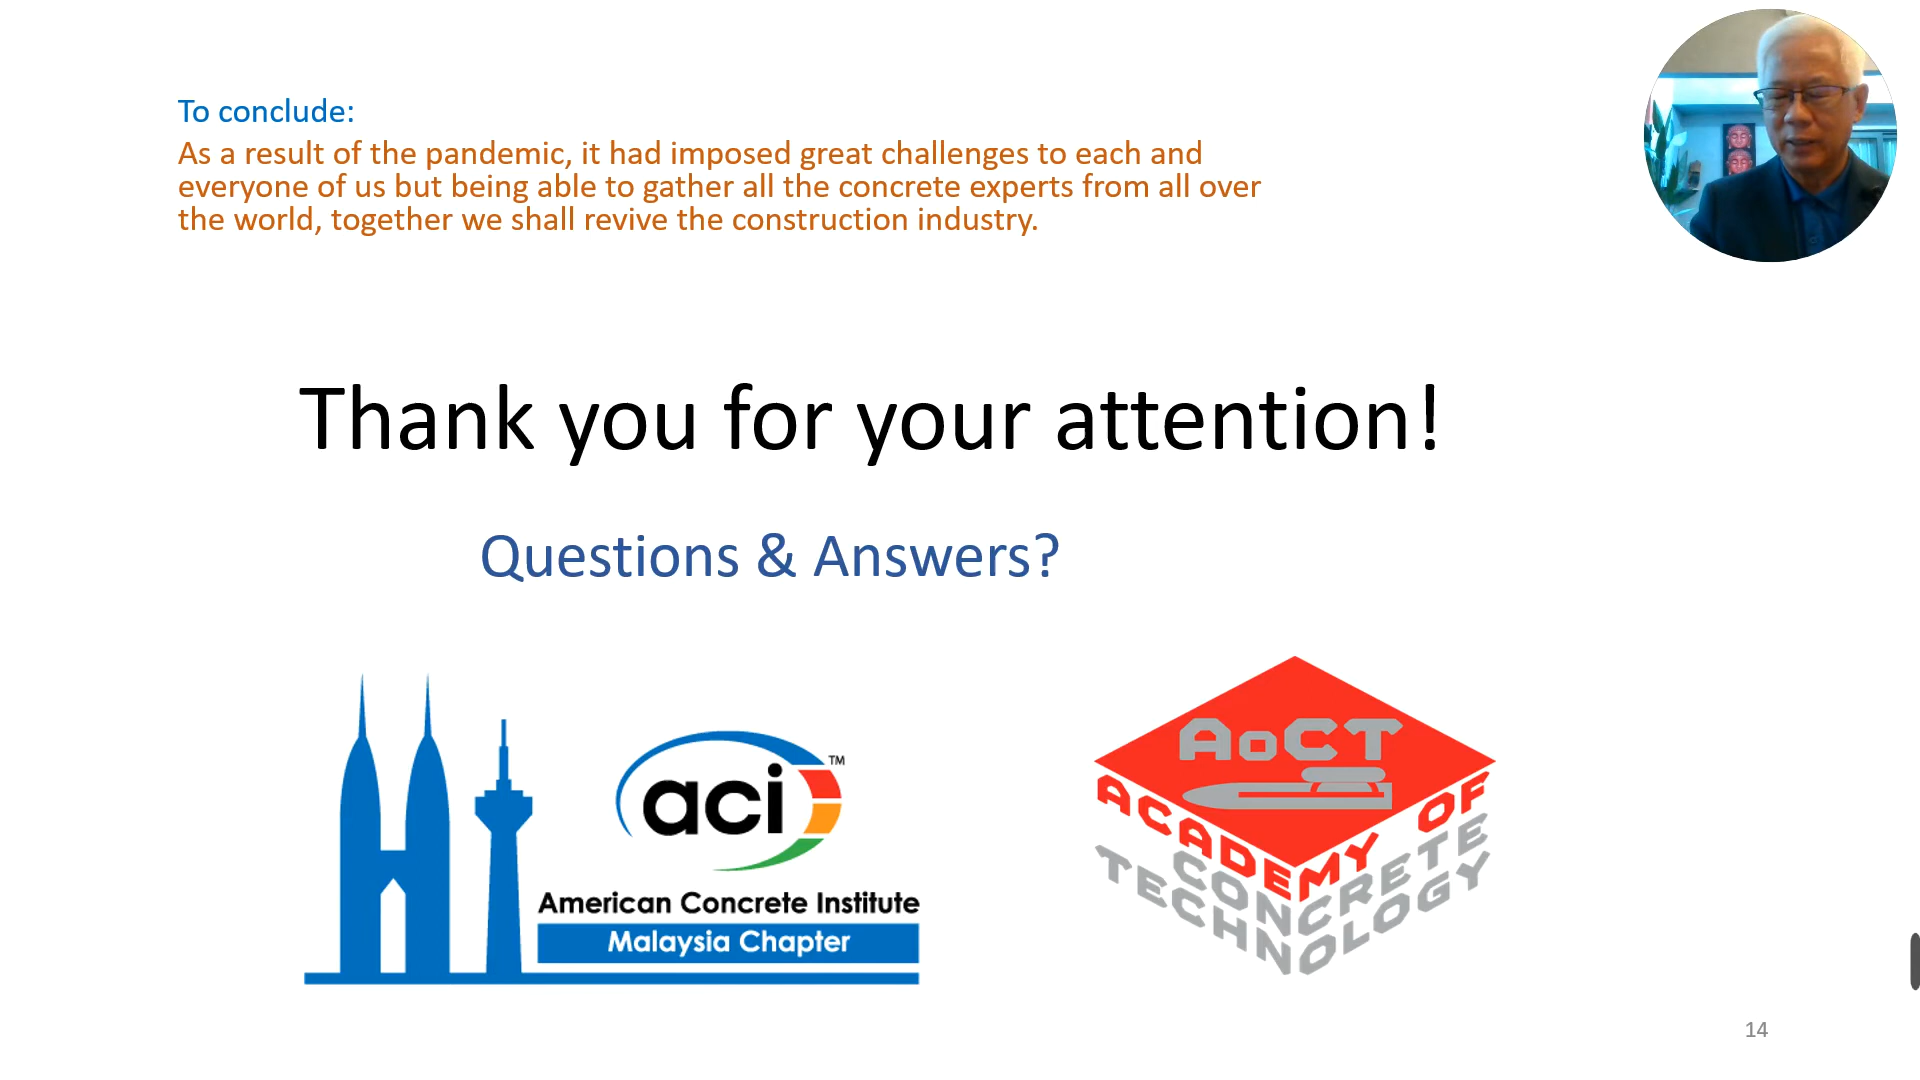 To conclude:
As a result of the pandemic, it had imposed great challenges to each and
everyone of us but being able to gather all the concrete experts from all over
the world, together we shall revive the construction industry.
Thank you for your attention!
Questions & Answers?
aci™
American Concrete Institute
Malaysia Chapter
AoCT
ACADEMY OF
CONCRETE
TECHNOLOGY
14